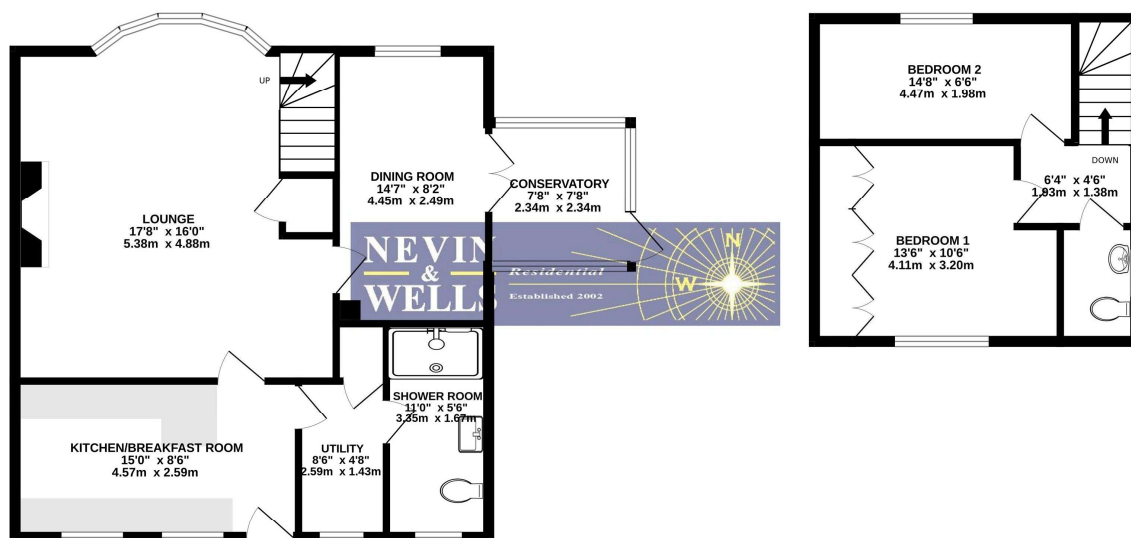 UP
LOUNGE
17'8" x 16'0"
5.38m x 4.88m
DINING ROOM
14'7" x 8'2"
4.45m x 2.49m
CONSERVATORY
7'8" x 7'8"
2.34m x 2.34m
NEVIN
&
WELLS
Residential
Established 2002
N
W
KITCHEN/BREAKFAST ROOM
15'0" x 8'6"
4.57m x 2.59m
UTILITY
8'6" x 4'8"
2.59m x 1.43m
SHOWER ROOM
11'0" x 5'6"
3.35m x 1.67m
BEDROOM 2
14'8" x 6'6"
4.47m x 1.98m
DOWN
6'4" x 4'6"
1.93m x 1.38m
BEDROOM 1
13'6" x 10'6"
4.11m x 3.20m